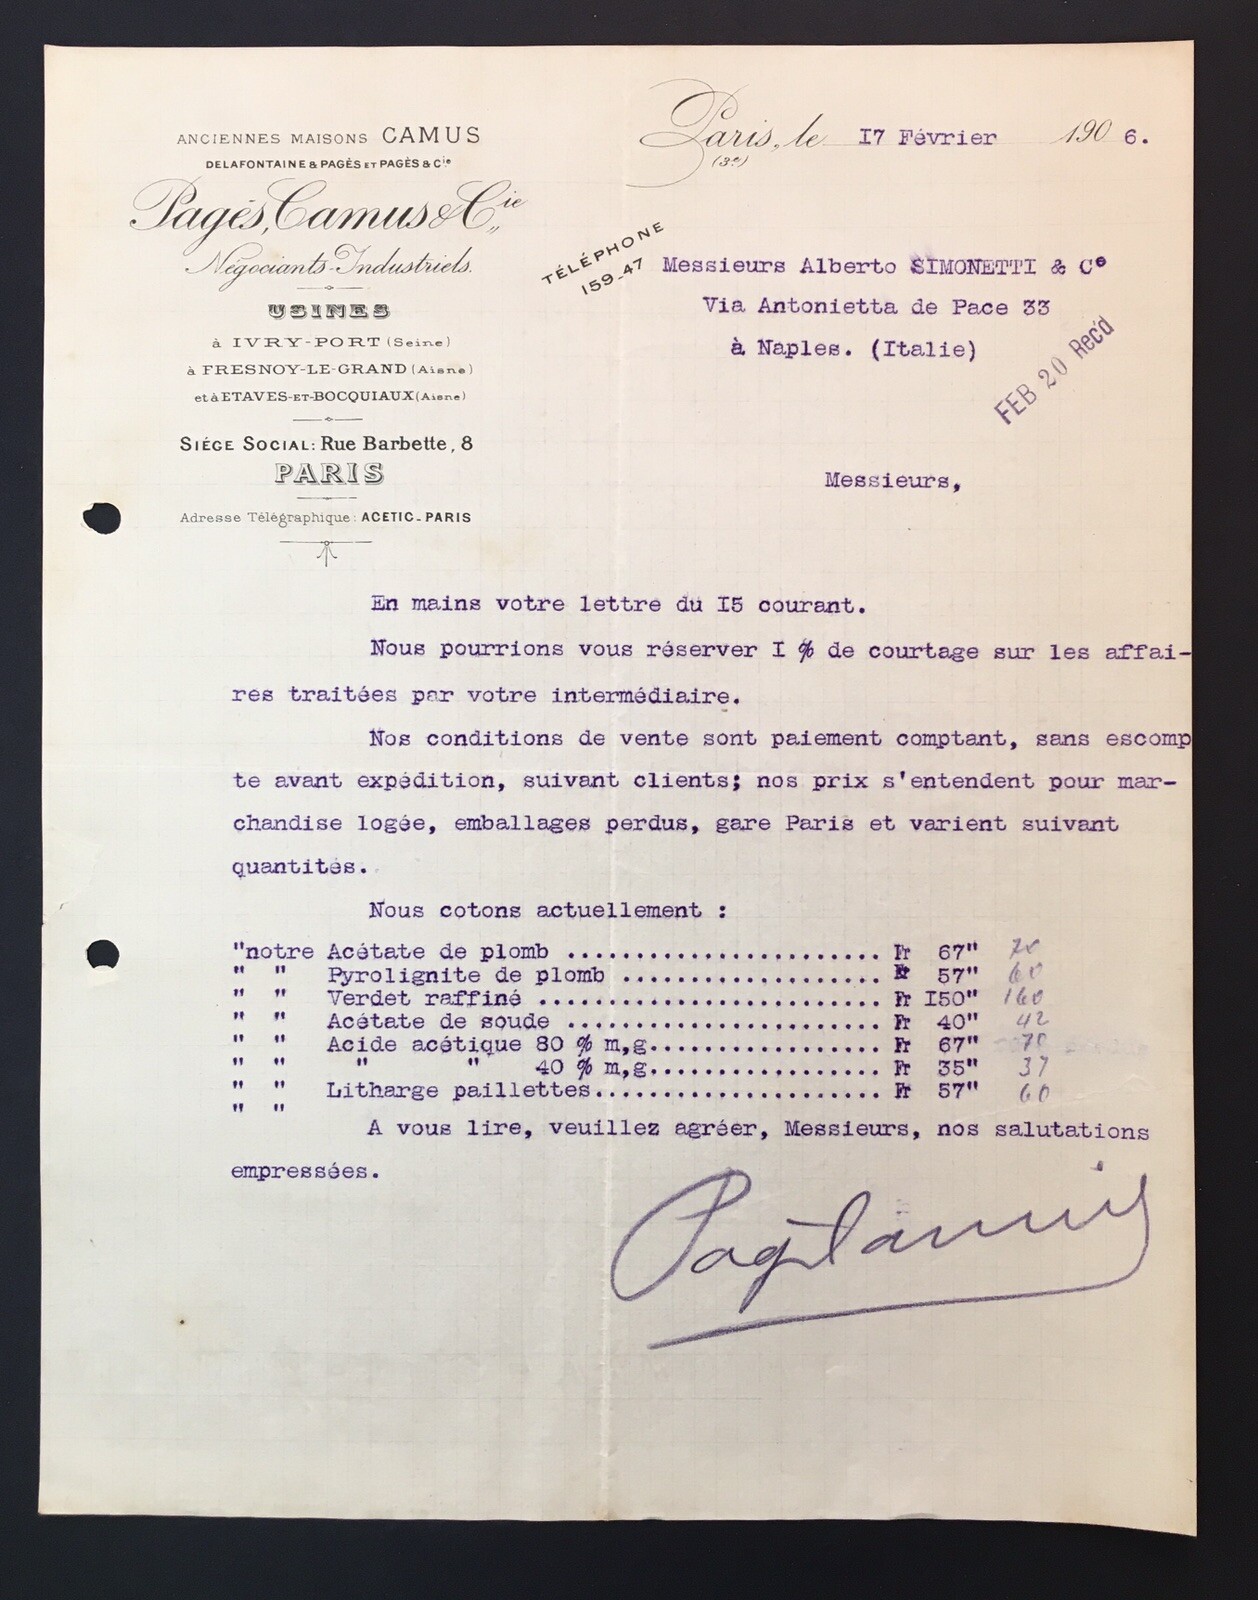 ANCIENNES MAISONS CAMUS
DELAFONTAINE & PAGÈS ET PAGÈS & Cie
Pagès, Camus & Cie,
Négociants-Industriels.
USINES
à IVRY-PORT (Seine)
à FRESNOY-LE-GRAND (Aisne)
et à ETAVES-ET-BOCQUIAUX (Aisne)
SIÉGE SOCIAL: Rue Barbette, 8
PARIS
Adresse Télégraphique: ACETIC-PARIS
Paris, le 17 Février 1906.
(3e)
TÉLÉPHONE
159-47
Messieurs Alberto SIMONETTI & Ce
Via Antonietta de Pace 33
à Naples. (Italie)
FEB 20 Rec'd
Messieurs,
En mains votre lettre du I5 courant.
Nous pourrions vous réserver I % de courtage sur les affai-
res traitées par votre intermédiaire.
Nos conditions de vente sont paiement comptant, sans escomp
te avant expédition, suivant clients; nos prix s'entendent pour mar-
chandise logée, emballages perdus, gare Paris et varient suivant
quantités.
Nous cotons actuellement :
"notre Acétate de plomb ....................... Fr 67" 70
" " Pyrolignite de plomb ................... Fr 57" 60
" " Verdet raffiné ......................... Fr I50" 160
" " Acétate de soude ....................... Fr 40" 42
" " Acide acétique 80 % m,g................. Fr 67" 70
" " " " 40 % m,g................. Fr 35" 37
" " Litharge paillettes..................... Fr 57" 60
" "
A vous lire, veuillez agréer, Messieurs, nos salutations
empressées.